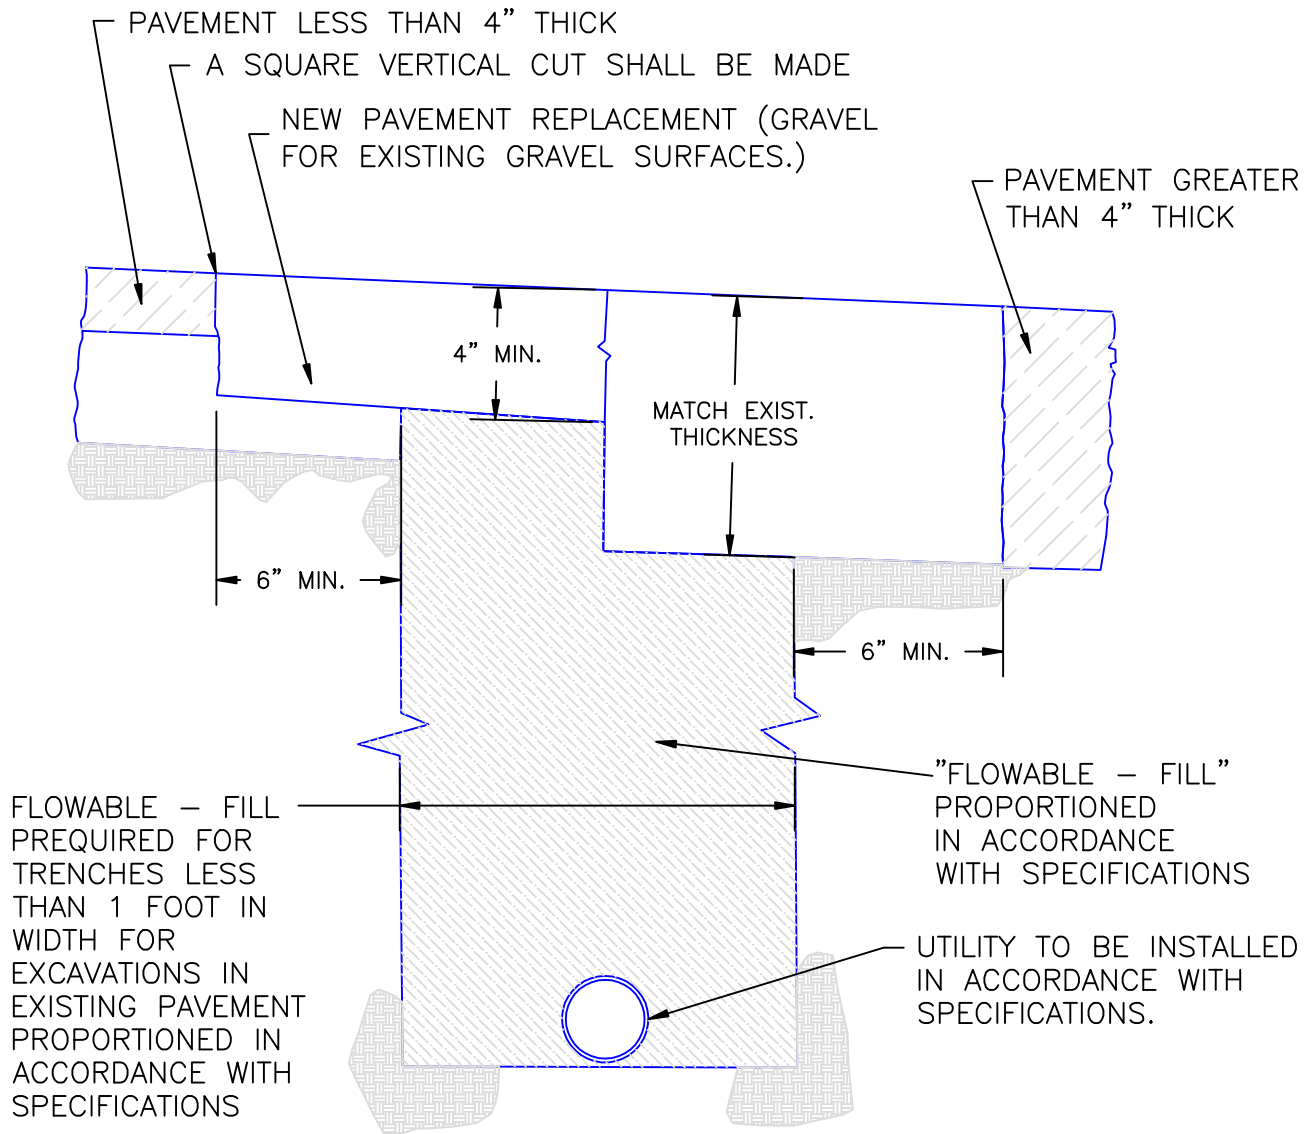 PAVEMENT LESS THAN 4" THICK
A SQUARE VERTICAL CUT SHALL BE MADE
NEW PAVEMENT REPLACEMENT (GRAVEL
FOR EXISTING GRAVEL SURFACES.)
PAVEMENT GREATER
THAN 4" THICK
4" MIN.
MATCH EXIST.
THICKNESS
6" MIN.
6" MIN.
"FLOWABLE – FILL"
PROPORTIONED
IN ACCORDANCE
WITH SPECIFICATIONS
FLOWABLE – FILL
PREQUIRED FOR
TRENCHES LESS
THAN 1 FOOT IN
WIDTH FOR
EXCAVATIONS IN
EXISTING PAVEMENT
PROPORTIONED IN
ACCORDANCE WITH
SPECIFICATIONS
UTILITY TO BE INSTALLED
IN ACCORDANCE WITH
SPECIFICATIONS.